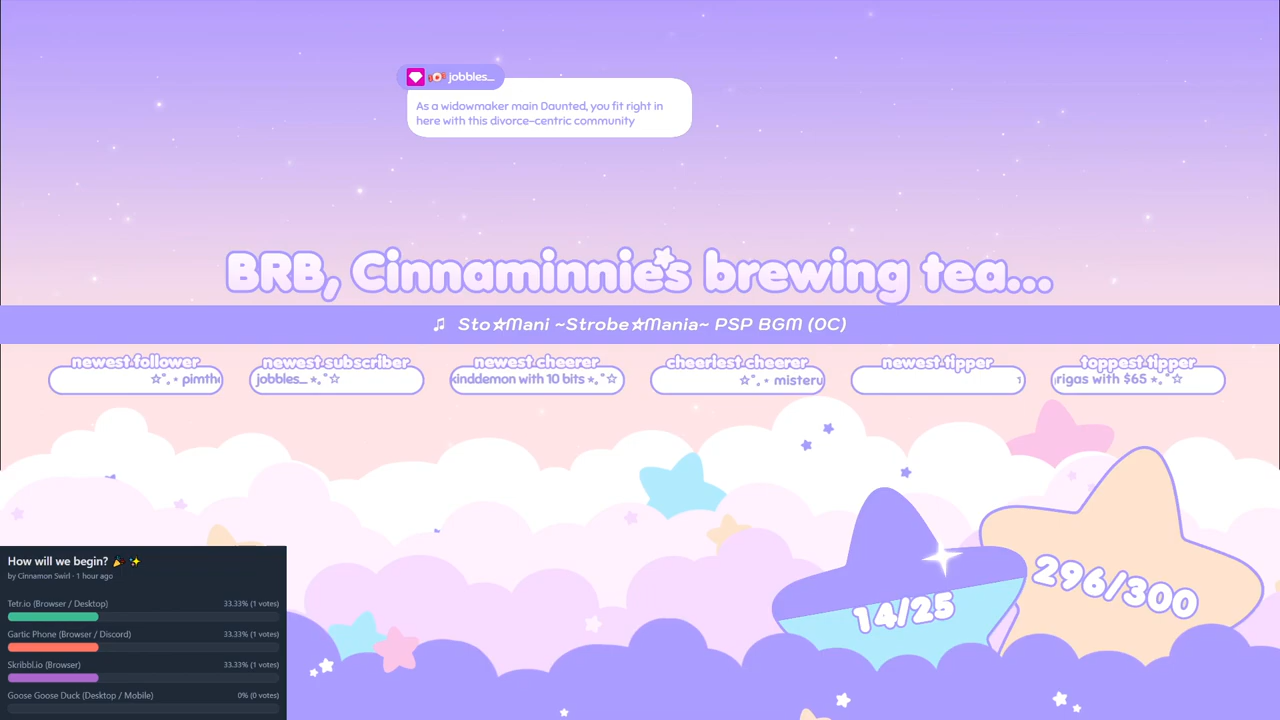 jobbles_
As a widowmaker main Daunted, you fit right in
here with this divorce-centric community
BRB, Cinnaminnie's brewing tea...
♫ Sto☆Mani ~Strobe☆Mania~ PSP BGM (OC)
newest follower
☆*。⋆ pimth
newest subscriber
jobbles_ ⋆。*☆
newest cheerer
kinddemon with 10 bits ⋆。*☆
cheeriest cheerer
☆*。⋆ misteru
newest tipper
toppest tipper
rigas with $65 ⋆。*☆
14/25
296/300
How will we begin? 🎉 ✨
by Cinnamon Swirl · 1 hour ago
Tetr.io (Browser / Desktop) 33.33% (1 votes)
Gartic Phone (Browser / Discord) 33.33% (1 votes)
Skribbl.io (Browser) 33.33% (1 votes)
Goose Goose Duck (Desktop / Mobile) 0% (0 votes)